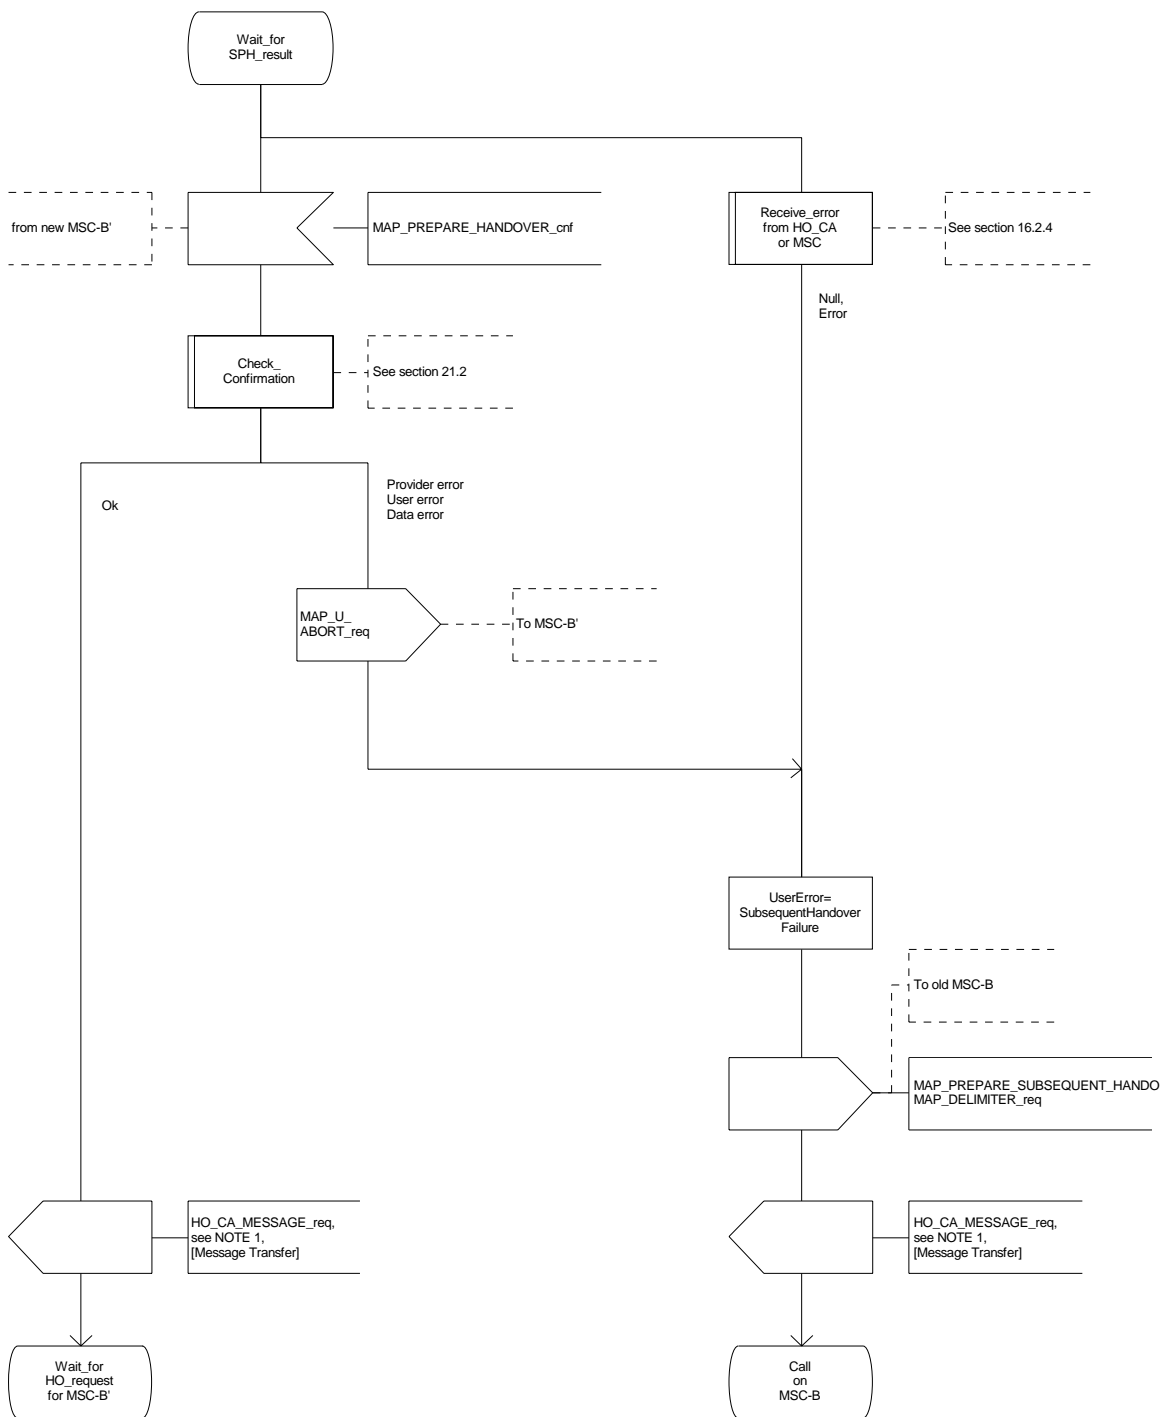 Wait_for
SPH_result
from new MSC-B'
MAP_PREPARE_HANDOVER_cnf
Receive_error
from HO_CA
or MSC
See section 16.2.4
Null,
Error
Check_
Confirmation
See section 21.2
Ok
Provider error
User error
Data error
MAP_U_
ABORT_req
To MSC-B'
UserError=
SubsequentHandover
Failure
To old MSC-B
MAP_PREPARE_SUBSEQUENT_HANDO
MAP_DELIMITER_req
HO_CA_MESSAGE_req,
see NOTE 1,
[Message Transfer]
HO_CA_MESSAGE_req,
see NOTE 1,
[Message Transfer]
Wait_for
HO_request
for MSC-B'
Call
on
MSC-B